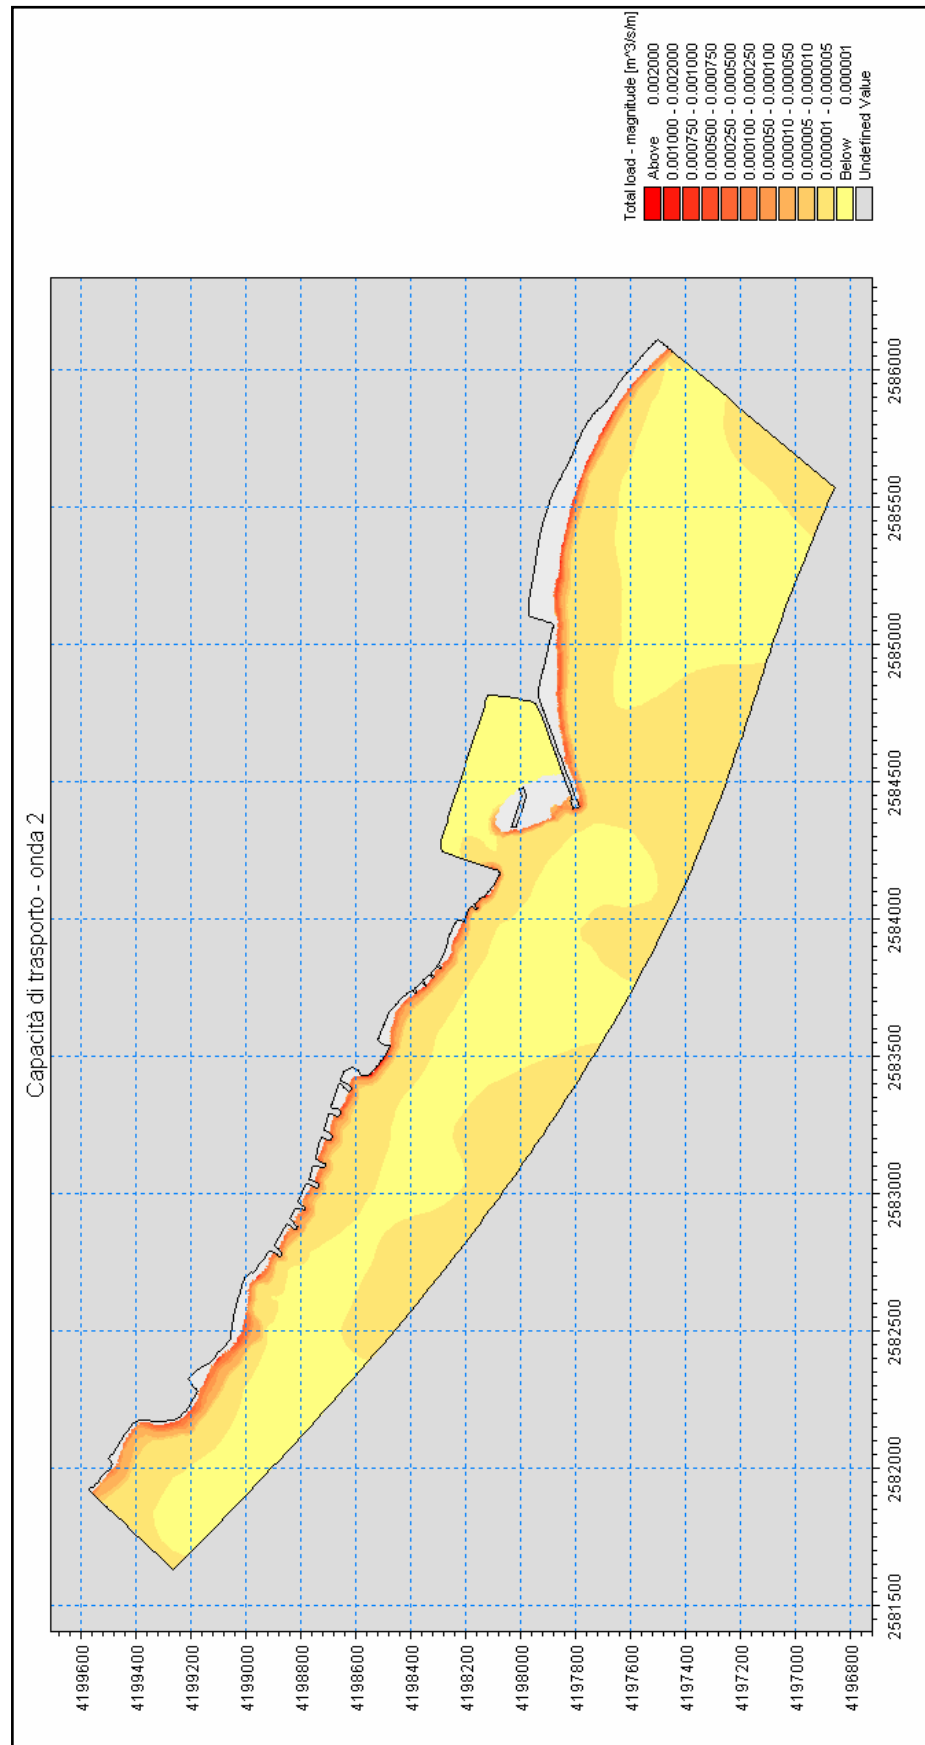 Capacità di trasporto - onda 2
Total load - magnitude [m^3/s/m]
Above 0.002000
0.001000 - 0.002000
0.000750 - 0.001000
0.000500 - 0.000750
0.000250 - 0.000500
0.000100 - 0.000250
0.000050 - 0.000100
0.000010 - 0.000050
0.000005 - 0.000010
0.000001 - 0.000005
Below 0.000001
Undefined Value
4199600
4199400
4199200
4199000
4198800
4198600
4198400
4198200
4198000
4197800
4197600
4197400
4197200
4197000
4196800
2581500
2582000
2582500
2583000
2583500
2584000
2584500
2585000
2585500
2586000